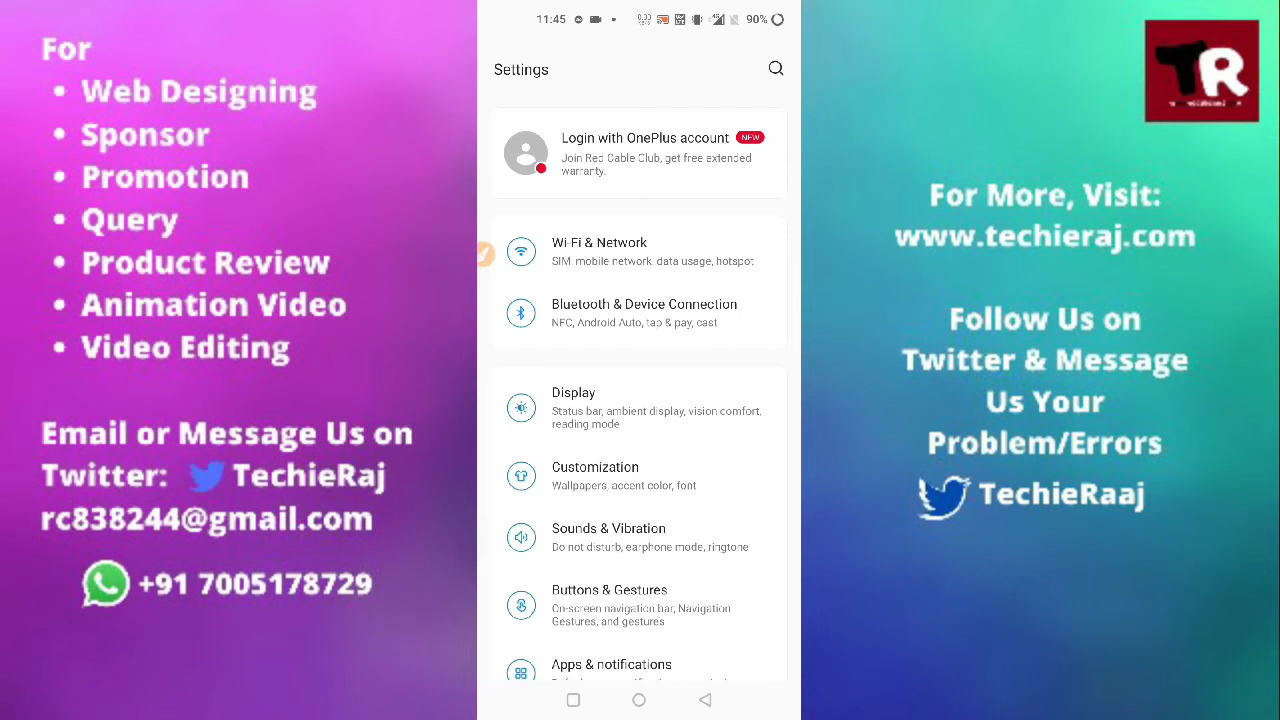 For
• Web Designing
• Sponsor
• Promotion
• Query
• Product Review
• Animation Video
• Video Editing
Email or Message Us on
Twitter: TechieRaj
rc838244@gmail.com
+91 7005178729
11:45
90%
Settings
Login with OnePlus account NEW
Join Red Cable Club, get free extended
warranty.
Wi-Fi & Network
SIM, mobile network, data usage, hotspot
Bluetooth & Device Connection
NFC, Android Auto, tap & pay, cast
Display
Status bar, ambient display, vision comfort,
reading mode
Customization
Wallpapers, accent color, font
Sounds & Vibration
Do not disturb, earphone mode, ringtone
Buttons & Gestures
On-screen navigation bar, Navigation
Gestures, and gestures
Apps & notifications
TR
For More, Visit:
www.techieraj.com
Follow Us on
Twitter & Message
Us Your
Problem/Errors
TechieRaaj